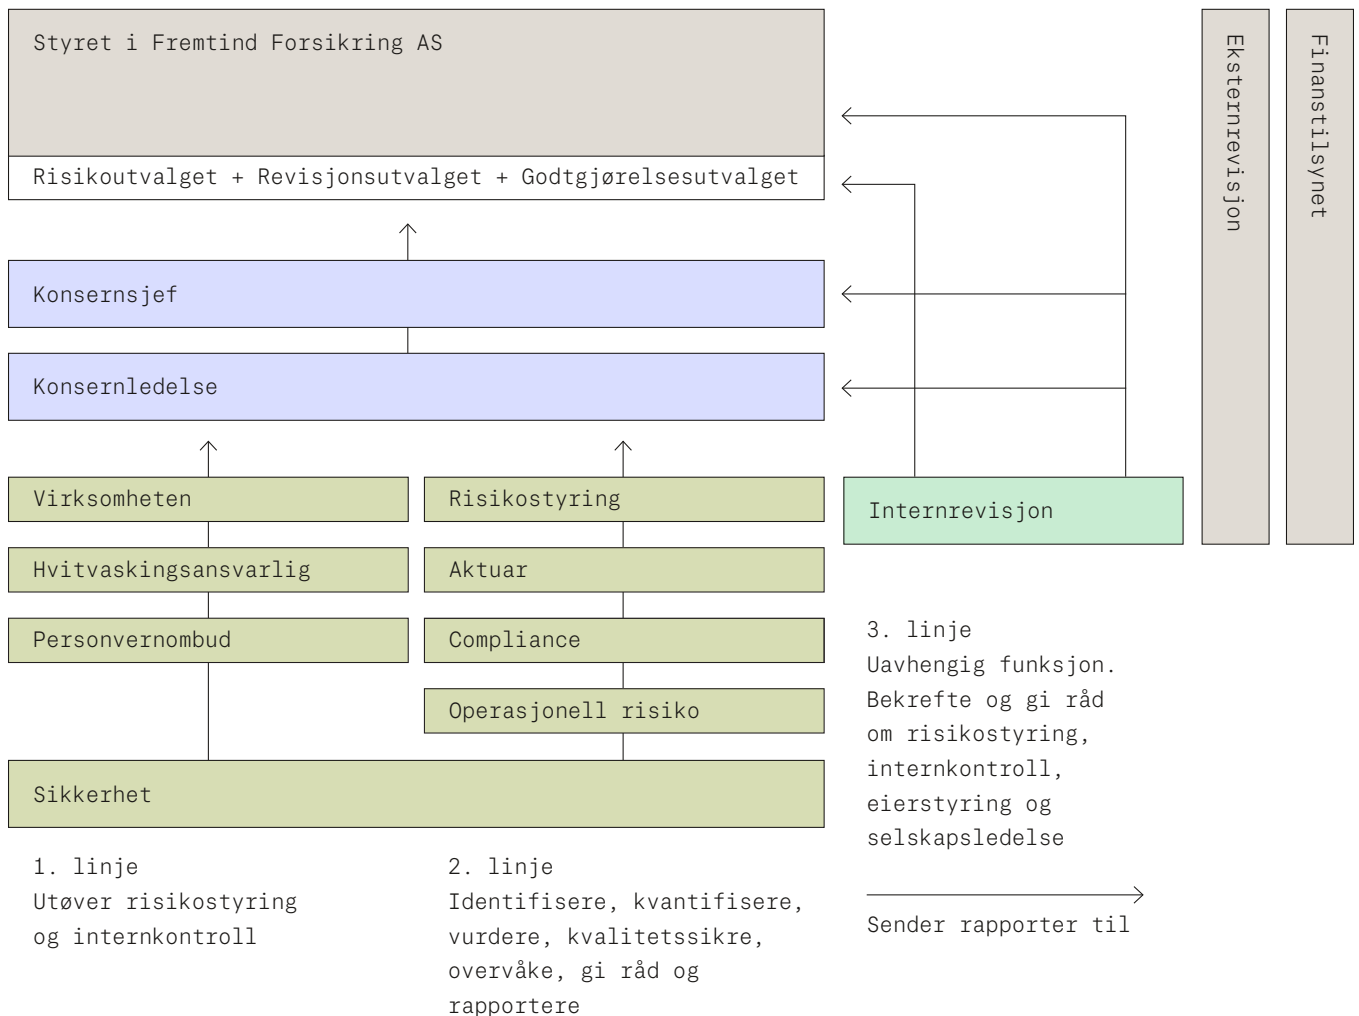 Styret i Fremtind Forsikring AS
Risikoutvalget + Revisjonsutvalget + Godtgjørelsesutvalget
Konsernsjef
Konsernledelse
Virksomheten
Hvitvaskingsansvarlig
Personvernombud
Risikostyring
Aktuar
Compliance
Operasjonell risiko
Sikkerhet
Internrevisjon
Eksternrevisjon
Finanstilsynet
1. linje
Utøver risikostyring
og internkontroll
2. linje
Identifisere, kvantifisere,
vurdere, kvalitetssikre,
overvåke, gi råd og
rapportere
3. linje
Uavhengig funksjon.
Bekrefte og gi råd
om risikostyring,
internkontroll,
eierstyring og
selskapsledelse
Sender rapporter til